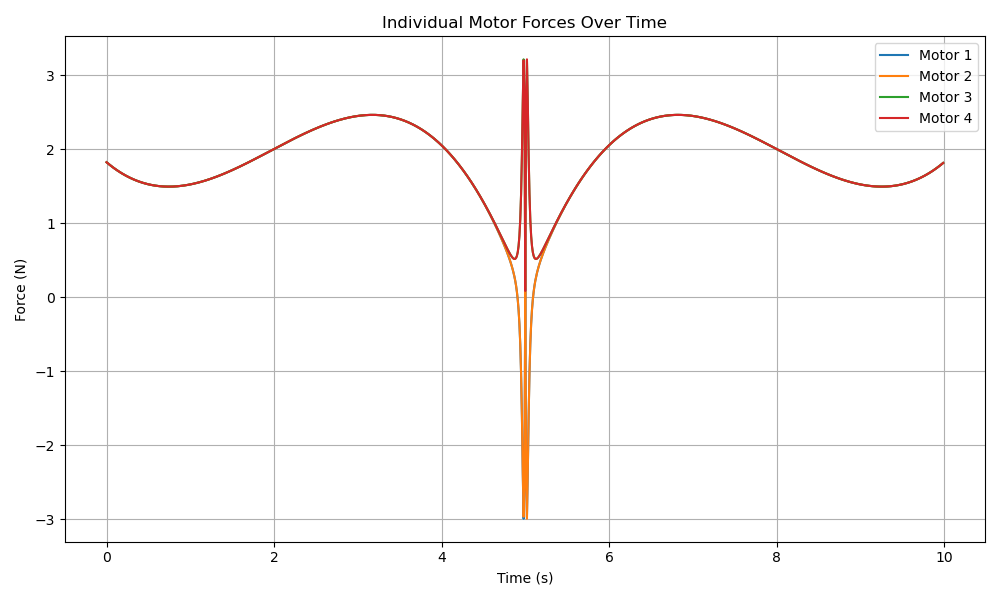 Individual Motor Forces Over Time
Motor 1
Motor 2
Motor 3
Motor 4
Force (N)
3
2
1
0
−1
−2
−3
0 2 4 6 8 10
Time (s)